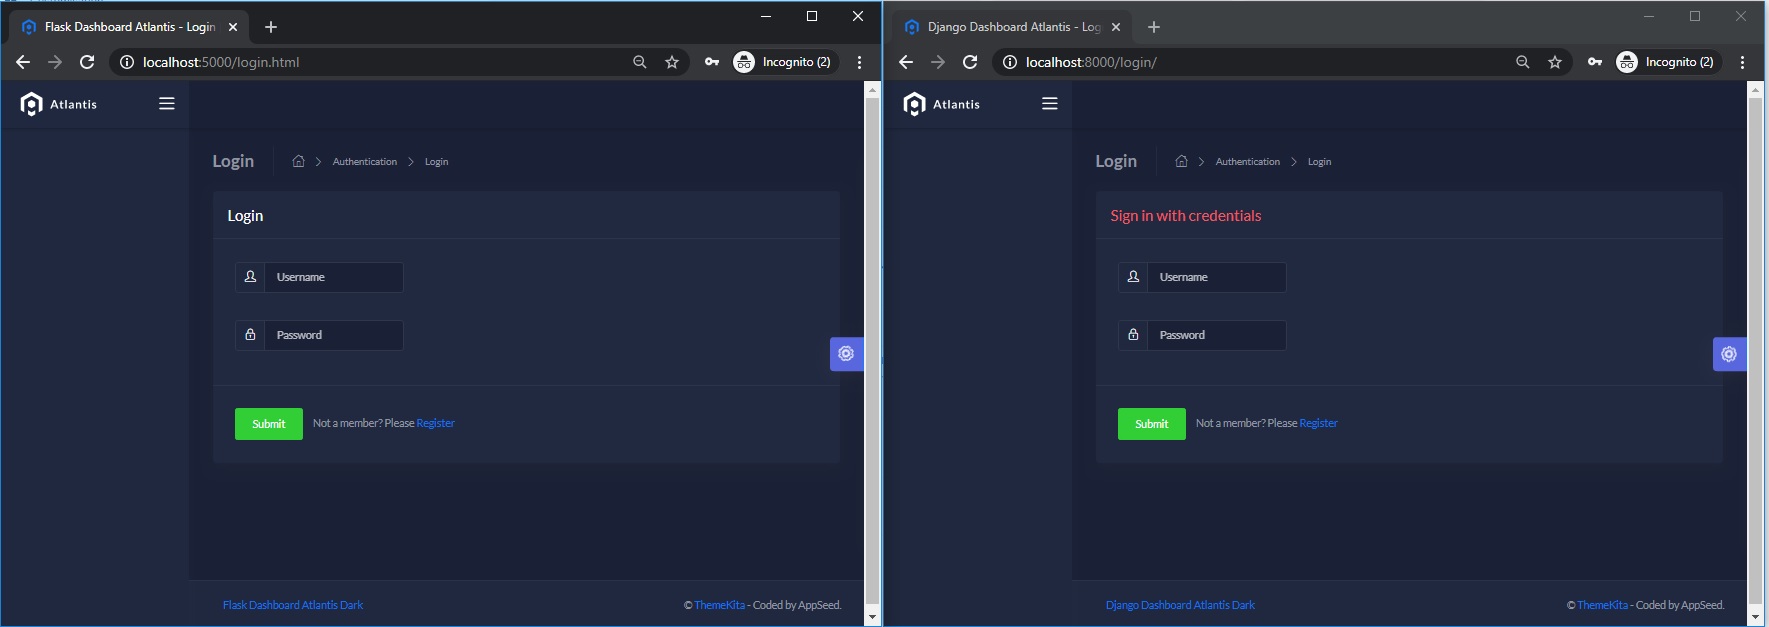 Flask Dashboard Atlantis - Login
localhost:5000/login.html
Incognito (2)
Atlantis
Login
Authentication
Login
Login
Username
Password
Submit
Not a member? Please Register
Flask Dashboard Atlantis Dark
© ThemeKita - Coded by AppSeed.
Django Dashboard Atlantis - Log
localhost:8000/login/
Incognito (2)
Atlantis
Login
Authentication
Login
Sign in with credentials
Username
Password
Submit
Not a member? Please Register
Django Dashboard Atlantis Dark
© ThemeKita - Coded by AppSeed.